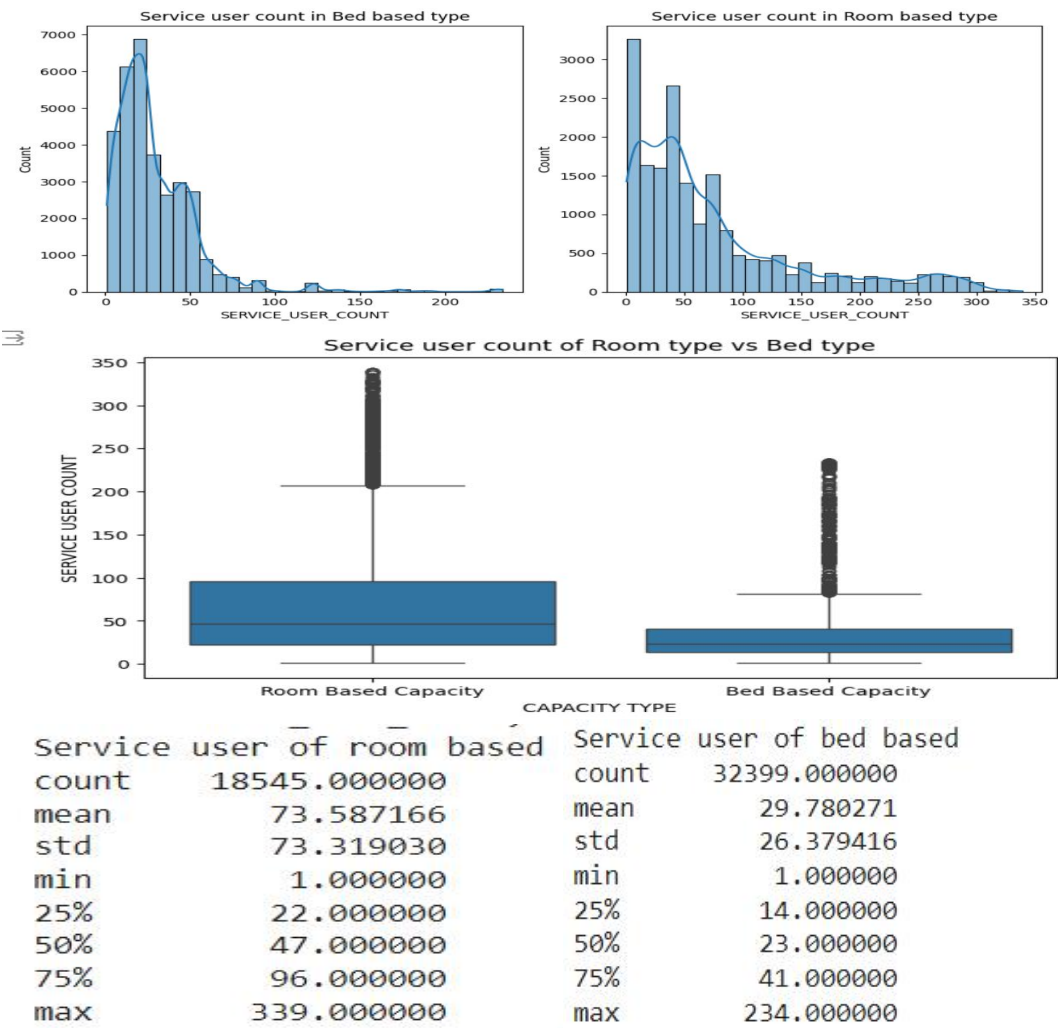 Service user count in Bed based type
7000
6000
5000
4000
3000
2000
1000
0
Count
0 50 100 150 200
SERVICE_USER_COUNT
Service user count in Room based type
3000
2500
2000
1500
1000
500
0
Count
0 50 100 150 200 250 300 350
SERVICE_USER_COUNT
Service user count of Room type vs Bed type
350
300
250
200
150
100
50
0
SERVICE USER COUNT
Room Based Capacity Bed Based Capacity
CAPACITY TYPE
Service user of room based
count 18545.000000
mean 73.587166
std 73.319030
min 1.000000
25% 22.000000
50% 47.000000
75% 96.000000
max 339.000000
Service user of bed based
count 32399.000000
mean 29.780271
std 26.379416
min 1.000000
25% 14.000000
50% 23.000000
75% 41.000000
max 234.000000